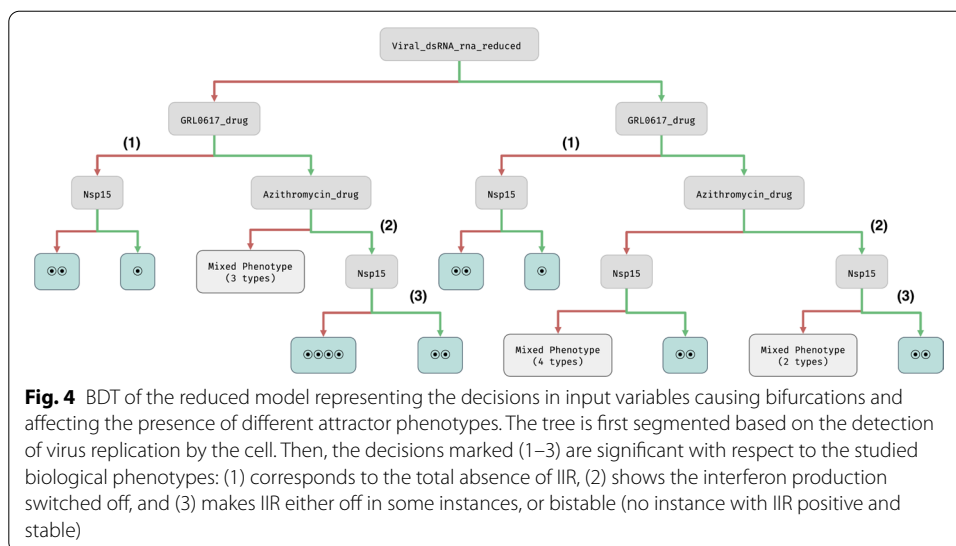 Viral_dsRNA_rna_reduced
GRL0617_drug
GRL0617_drug
(1)
(1)
Nsp15
Azithromycin_drug
Nsp15
Azithromycin_drug
(2)
(2)
Mixed Phenotype
(3 types)
Nsp15
Nsp15
Nsp15
(3)
(3)
Mixed Phenotype
(4 types)
Mixed Phenotype
(2 types)
Fig. 4 BDT of the reduced model representing the decisions in input variables causing bifurcations and
affecting the presence of different attractor phenotypes. The tree is first segmented based on the detection
of virus replication by the cell. Then, the decisions marked (1–3) are significant with respect to the studied
biological phenotypes: (1) corresponds to the total absence of IIR, (2) shows the interferon production
switched off, and (3) makes IIR either off in some instances, or bistable (no instance with IIR positive and
stable)